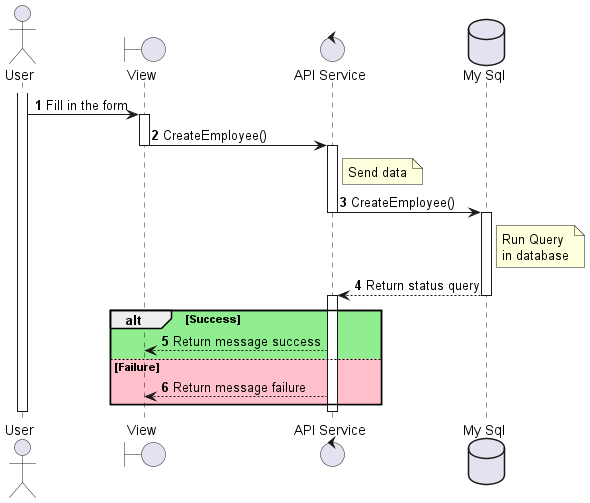 User
View
API Service
My Sql
1 Fill in the form
2 CreateEmployee()
Send data
3 CreateEmployee()
Run Query
in database
4 Return status query
alt [Success]
5 Return message success
[Failure]
6 Return message failure
User
View
API Service
My Sql